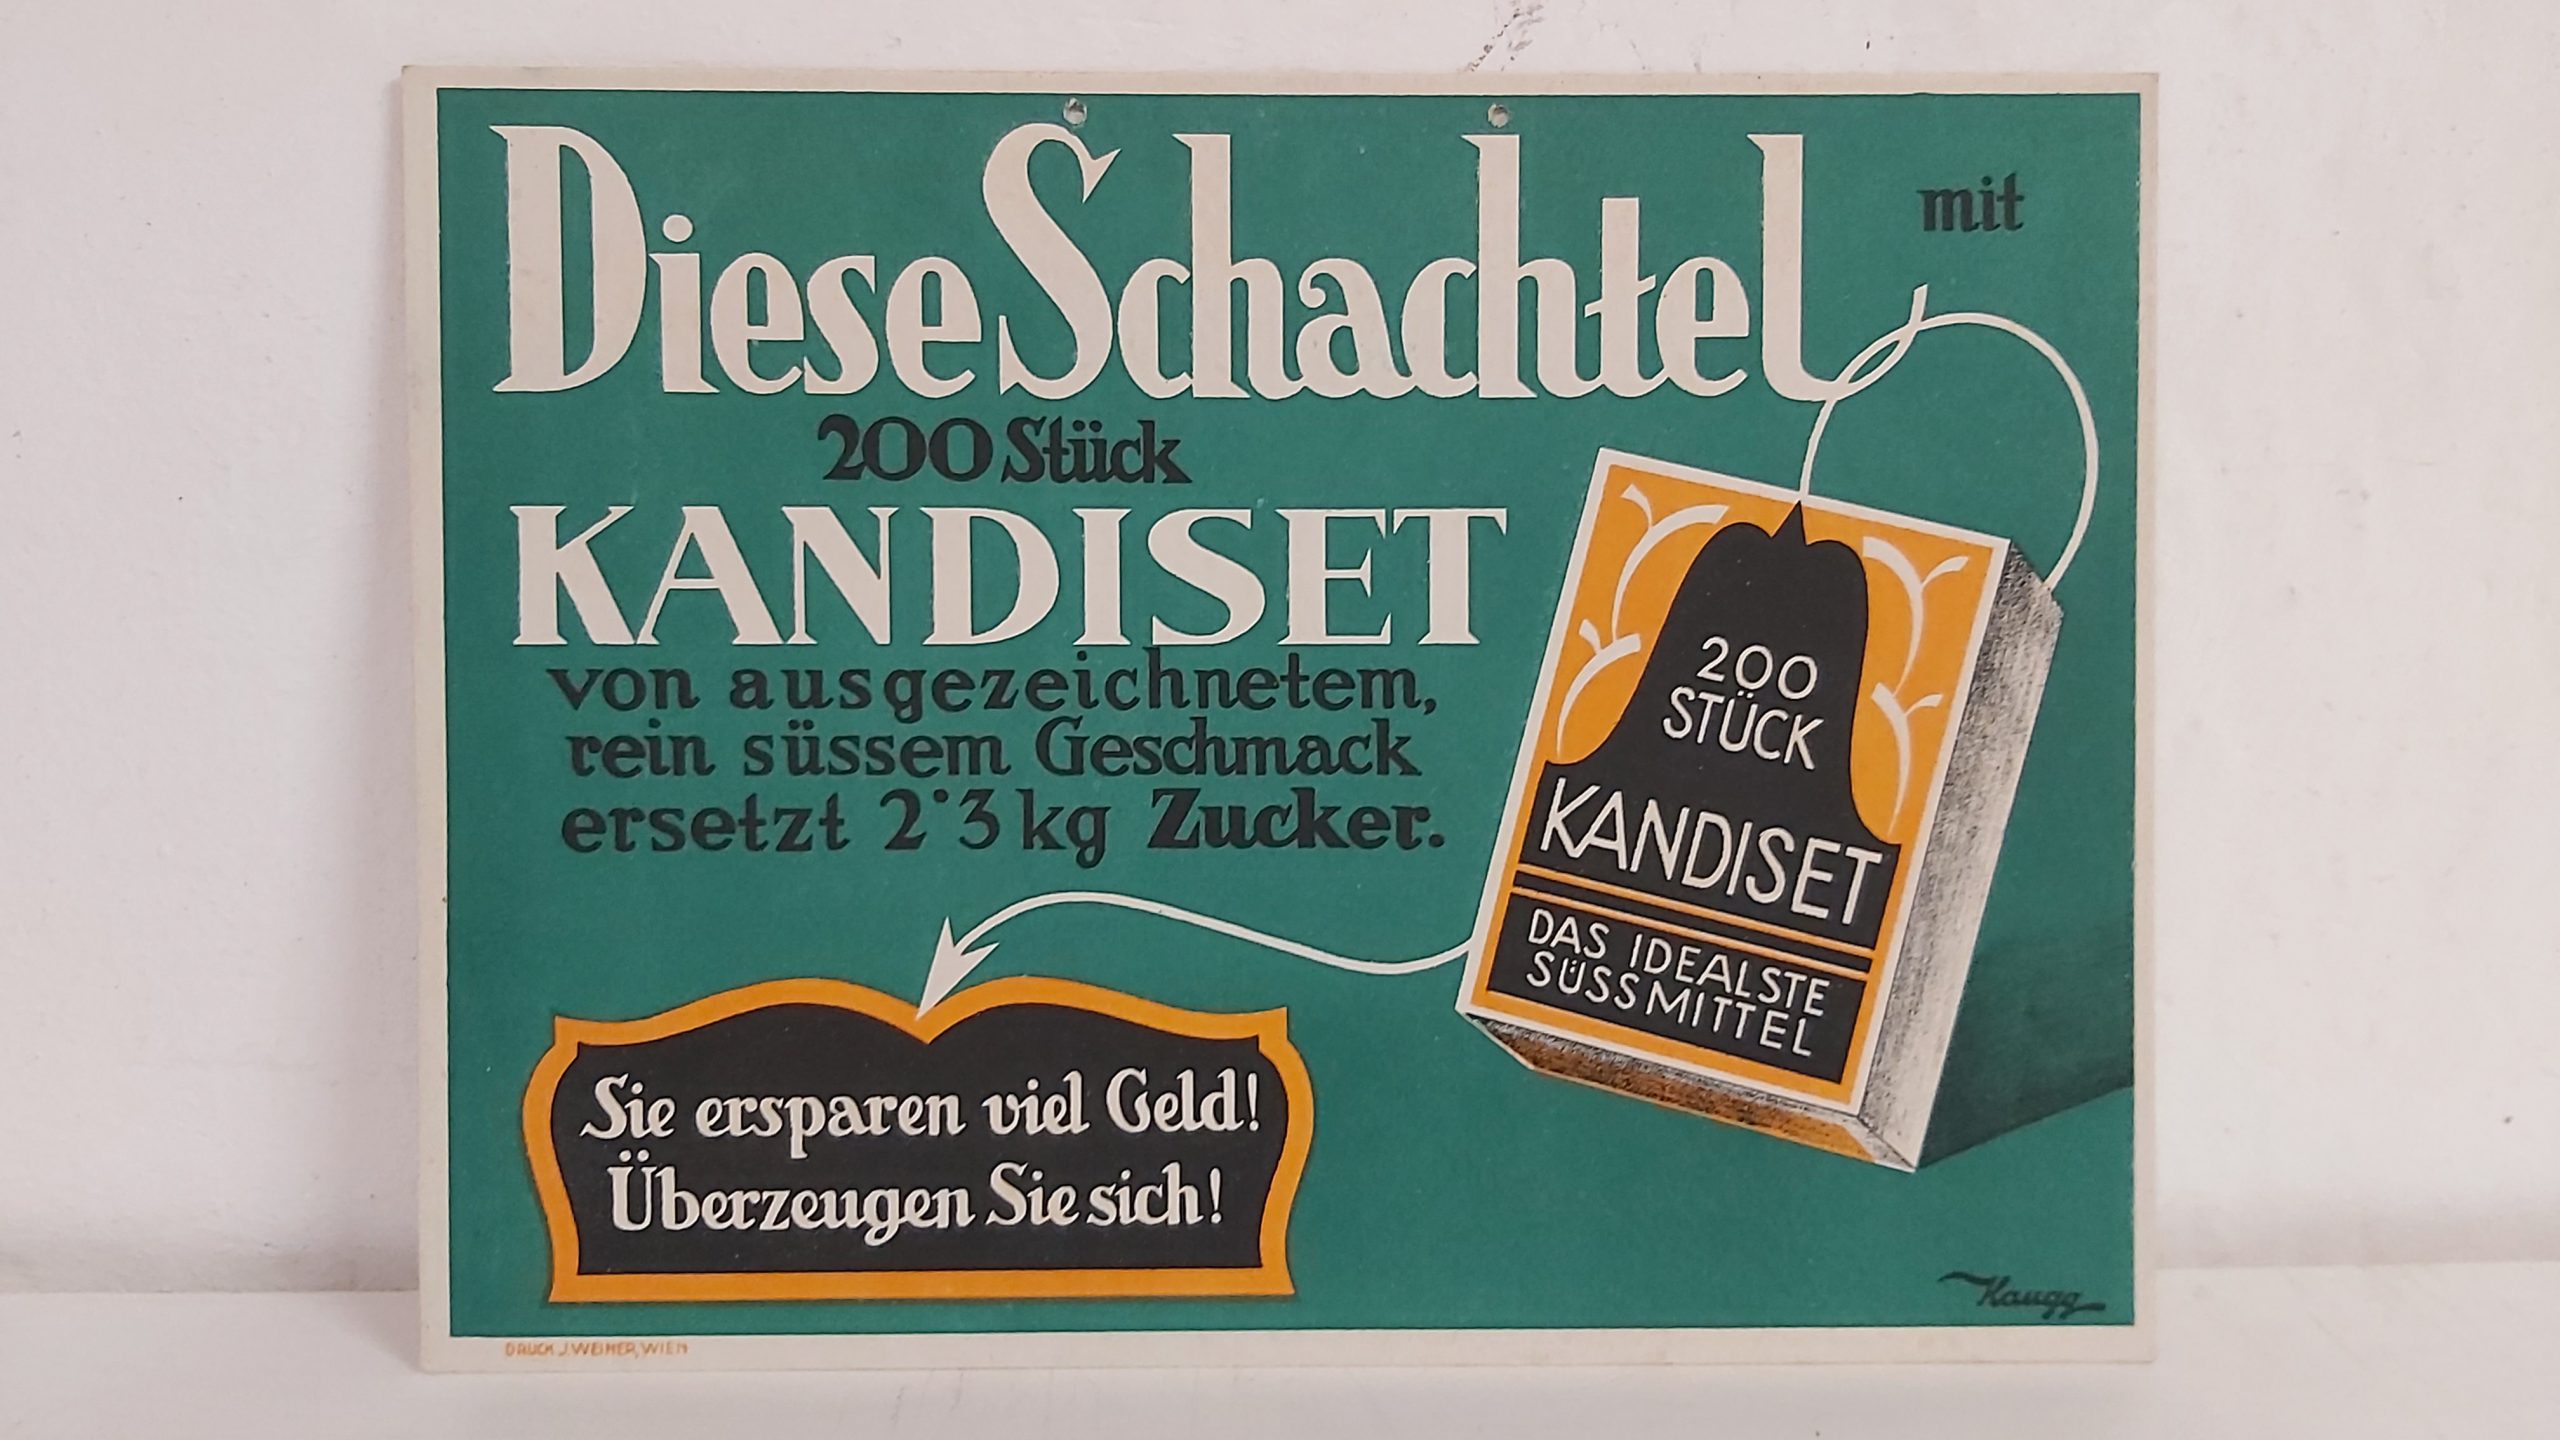 Diese Schachtel mit
200 Stück
KANDISET
von ausgezeichnetem,
rein süssem Geschmack
ersetzt 2·3 kg Zucker.
200
STÜCK
KANDISET
DAS IDEALSTE
SÜSSMITTEL
Sie ersparen viel Geld!
Überzeugen Sie sich!
Kaugg
DRUCK J. WEINER, WIEN